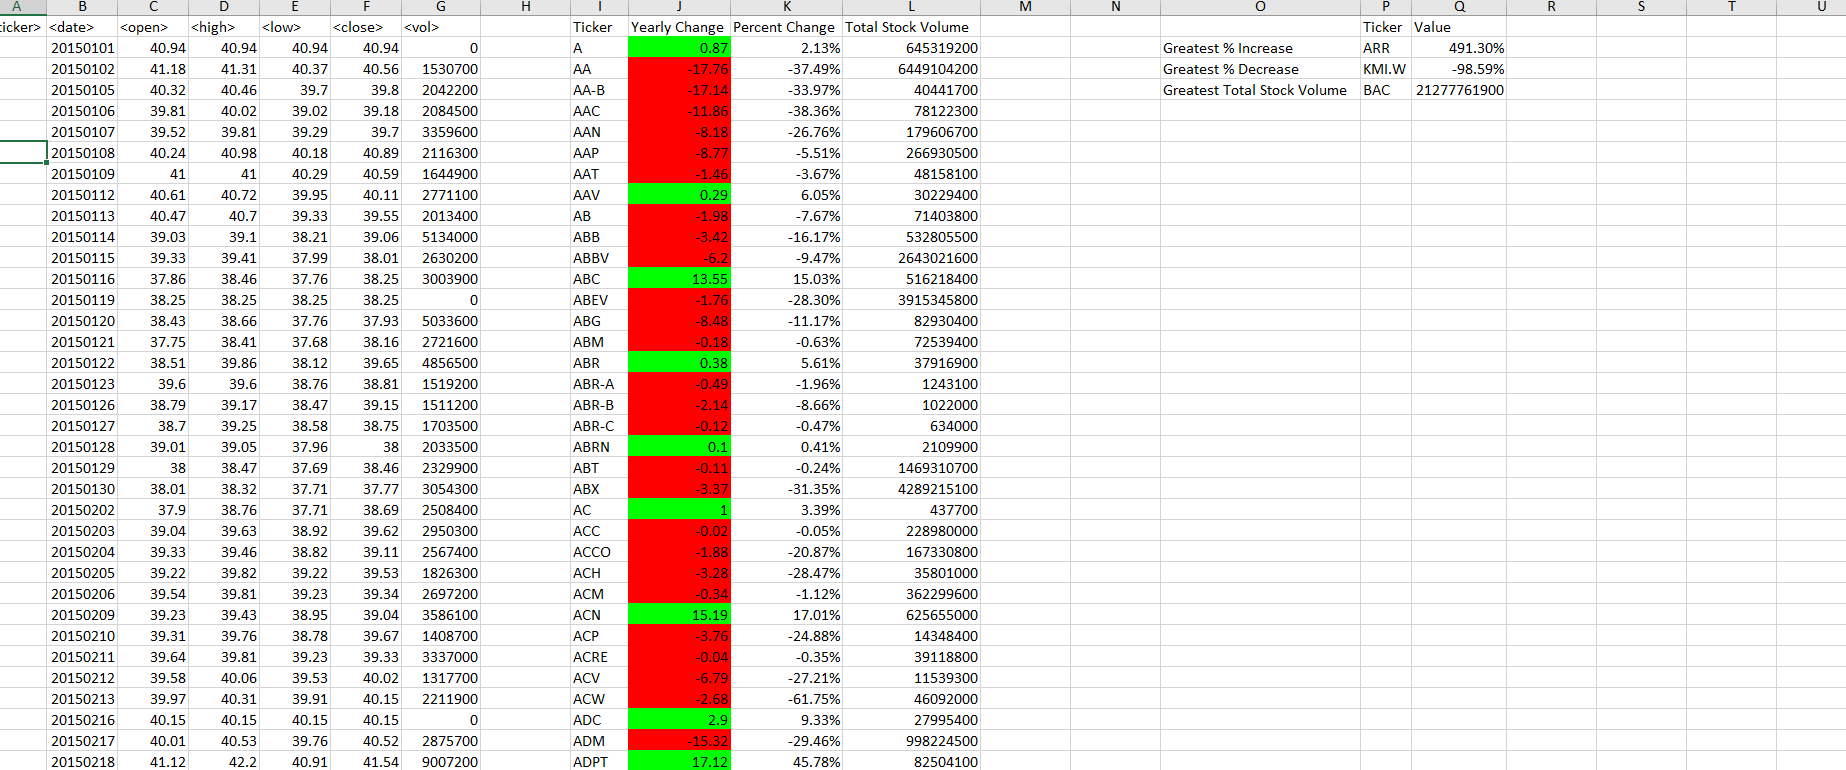 A B C D E F G H I J K L M N O P Q R S T U
ticker> <date> <open> <high> <low> <close> <vol> Ticker Yearly Change Percent Change Total Stock Volume Ticker Value
20150101 40.94 40.94 40.94 40.94 0 A 0.87 2.13% 645319200 Greatest % Increase ARR 491.30%
20150102 41.18 41.31 40.37 40.56 1530700 AA -17.76 -37.49% 6449104200 Greatest % Decrease KMI.W -98.59%
20150105 40.32 40.46 39.7 39.8 2042200 AA-B -17.14 -33.97% 40441700 Greatest Total Stock Volume BAC 21277761900
20150106 39.81 40.02 39.02 39.18 2084500 AAC -11.86 -38.36% 78122300
20150107 39.52 39.81 39.29 39.7 3359600 AAN -8.18 -26.76% 179606700
20150108 40.24 40.98 40.18 40.89 2116300 AAP -8.77 -5.51% 266930500
20150109 41 41 40.29 40.59 1644900 AAT -1.46 -3.67% 48158100
20150112 40.61 40.72 39.95 40.11 2771100 AAV 0.29 6.05% 30229400
20150113 40.47 40.7 39.33 39.55 2013400 AB -1.98 -7.67% 71403800
20150114 39.03 39.1 38.21 39.06 5134000 ABB -3.42 -16.17% 532805500
20150115 39.33 39.41 37.99 38.01 2630200 ABBV -6.2 -9.47% 2643021600
20150116 37.86 38.46 37.76 38.25 3003900 ABC 13.55 15.03% 516218400
20150119 38.25 38.25 38.25 38.25 0 ABEV -1.76 -28.30% 3915345800
20150120 38.43 38.66 37.76 37.93 5033600 ABG -8.48 -11.17% 82930400
20150121 37.75 38.41 37.68 38.16 2721600 ABM -0.18 -0.63% 72539400
20150122 38.51 39.86 38.12 39.65 4856500 ABR 0.38 5.61% 37916900
20150123 39.6 39.6 38.76 38.81 1519200 ABR-A -0.49 -1.96% 1243100
20150126 38.79 39.17 38.47 39.15 1511200 ABR-B -2.14 -8.66% 1022000
20150127 38.7 39.25 38.58 38.75 1703500 ABR-C -0.12 -0.47% 634000
20150128 39.01 39.05 37.96 38 2033500 ABRN 0.1 0.41% 2109900
20150129 38 38.47 37.69 38.46 2329900 ABT -0.11 -0.24% 1469310700
20150130 38.01 38.32 37.71 37.77 3054300 ABX -3.37 -31.35% 4289215100
20150202 37.9 38.76 37.71 38.69 2508400 AC 1 3.39% 437700
20150203 39.04 39.63 38.92 39.62 2950300 ACC -0.02 -0.05% 228980000
20150204 39.33 39.46 38.82 39.11 2567400 ACCO -1.88 -20.87% 167330800
20150205 39.22 39.82 39.22 39.53 1826300 ACH -3.28 -28.47% 35801000
20150206 39.54 39.81 39.23 39.34 2697200 ACM -0.34 -1.12% 362299600
20150209 39.23 39.43 38.95 39.04 3586100 ACN 15.19 17.01% 625655000
20150210 39.31 39.76 38.78 39.67 1408700 ACP -3.76 -24.88% 14348400
20150211 39.64 39.81 39.23 39.33 3337000 ACRE -0.04 -0.35% 39118800
20150212 39.58 40.06 39.53 40.02 1317700 ACV -6.79 -27.21% 11539300
20150213 39.97 40.31 39.91 40.15 2211900 ACW -2.68 -61.75% 46092000
20150216 40.15 40.15 40.15 40.15 0 ADC 2.9 9.33% 27995400
20150217 40.01 40.53 39.76 40.52 2875700 ADM -15.32 -29.46% 998224500
20150218 41.12 42.2 40.91 41.54 9007200 ADPT 17.12 45.78% 82504100